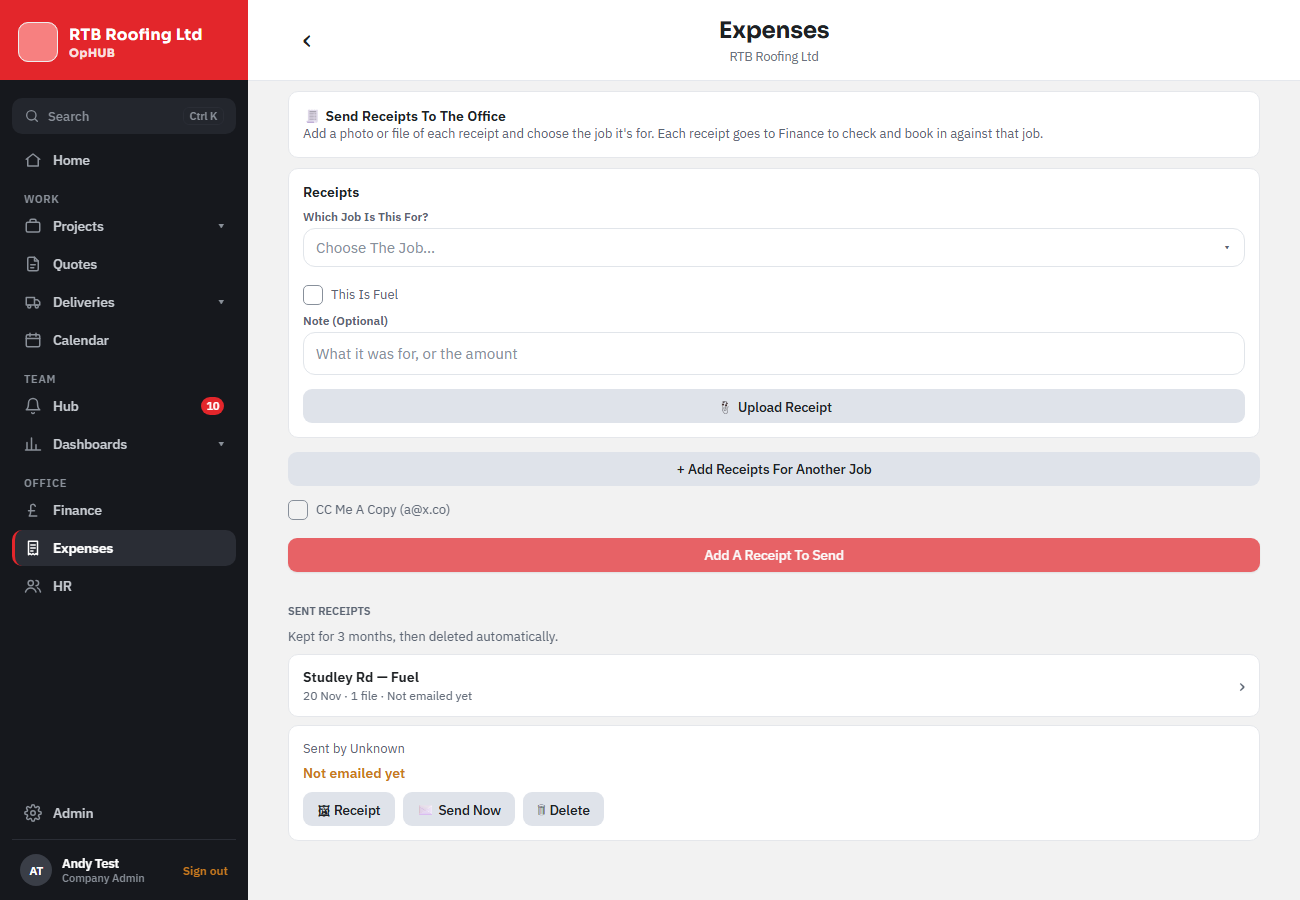 RTB Roofing Ltd
OpHUB
Search
Ctrl K
Home
WORK
Projects
Quotes
Deliveries
Calendar
TEAM
Hub
10
Dashboards
OFFICE
Finance
Expenses
HR
Admin
AT
Andy Test
Company Admin
Sign out
Expenses
RTB Roofing Ltd
Send Receipts To The Office
Add a photo or file of each receipt and choose the job it's for. Each receipt goes to Finance to check and book in against that job.
Receipts
Which Job Is This For?
Choose The Job...
This Is Fuel
Note (Optional)
What it was for, or the amount
Upload Receipt
+ Add Receipts For Another Job
CC Me A Copy (a@x.co)
Add A Receipt To Send
SENT RECEIPTS
Kept for 3 months, then deleted automatically.
Studley Rd — Fuel
20 Nov · 1 file · Not emailed yet
Sent by Unknown
Not emailed yet
Receipt
Send Now
Delete